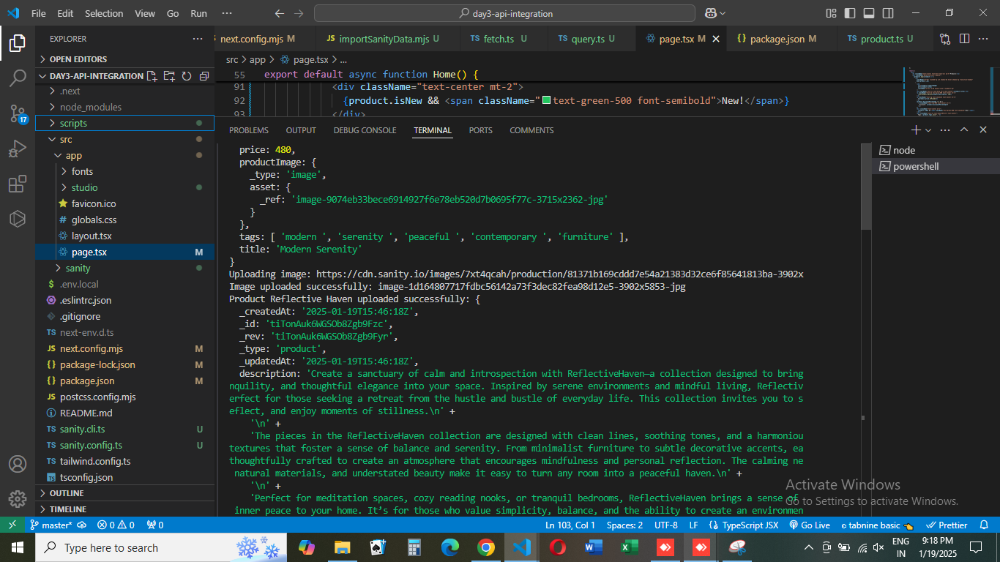 File Edit Selection View Go Run ··· day3-api-integration
EXPLORER
OPEN EDITORS
DAY3-API-INTEGRATION
.next
node_modules
scripts
src
app
fonts
studio
favicon.ico
globals.css
layout.tsx
page.tsx M
sanity
.env.local
.eslintrc.json
.gitignore
next-env.d.ts
next.config.mjs M
package-lock.json M
package.json M
postcss.config.mjs
README.md
sanity.cli.ts U
sanity.config.ts U
tailwind.config.ts
tsconfig.json
OUTLINE
TIMELINE
17
next.config.mjs M importSanityData.mjs U fetch.ts U query.ts U page.tsx M package.json M product.ts U
src > app > page.tsx > ...
55 export default async function Home() {
91 <div className="text-center mt-2">
92 {product.isNew && <span className="text-green-500 font-semibold">New!</span>}
93 </div>
PROBLEMS OUTPUT DEBUG CONSOLE TERMINAL PORTS COMMENTS
node
powershell
price: 480,
productImage: {
_type: 'image',
asset: {
_ref: 'image-9074eb33bece6914927f6e78eb520d7b0695f77c-3715x2362-jpg'
}
},
tags: [ 'modern ', 'serenity ', 'peaceful ', 'contemporary ', 'furniture' ],
title: 'Modern Serenity'
}
Uploading image: https://cdn.sanity.io/images/7xt4qcah/production/81371b169cddd7e54a21383d32ce6f85641813ba-3902x
Image uploaded successfully: image-1d164807717fdbc56142a73f3dec82fea98d12e5-3902x5853-jpg
Product Reflective Haven uploaded successfully: {
_createdAt: '2025-01-19T15:46:18Z',
_id: 'tiTonAuk6WGSOb8Zgb9Fzc',
_rev: 'tiTonAuk6WGSOb8Zgb9Fyr',
_type: 'product',
_updatedAt: '2025-01-19T15:46:18Z',
description: 'Create a sanctuary of calm and introspection with ReflectiveHaven—a collection designed to bring
nquility, and thoughtful elegance into your space. Inspired by serene environments and mindful living, Reflectiv
erfect for those seeking a retreat from the hustle and bustle of everyday life. This collection invites you to s
eflect, and enjoy moments of stillness.\n' +
'\n' +
'The pieces in the ReflectiveHaven collection are designed with clean lines, soothing tones, and a harmoniou
textures that foster a sense of balance and serenity. From minimalist furniture to subtle decorative accents, ea
thoughtfully crafted to create an atmosphere that encourages mindfulness and personal reflection. The calming ne
natural materials, and understated beauty make it easy to turn any room into a peaceful haven.\n' +
'\n' +
'Perfect for meditation spaces, cozy reading nooks, or tranquil bedrooms, ReflectiveHaven brings a sense of
inner peace to your home. It's for those who value simplicity, balance, and the ability to create an environmen
Activate Windows
Go to Settings to activate Windows.
master* 0 0 0 Ln 103, Col 1 Spaces: 2 UTF-8 LF TypeScript JSX Go Live tabnine basic Prettier
Type here to search
ENG
IN
9:18 PM
1/19/2025